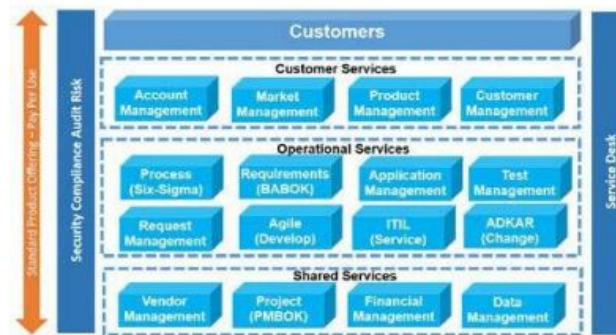 Customers
Customer Services
Account
Management
Market
Management
Product
Management
Customer
Management
Operational Services
Process
(Six-Sigma)
Requirements
(BABOK)
Application
Management
Test
Management
Request
Management
Agile
(Develop)
ITIL
(Service)
ADKAR
(Change)
Shared Services
Vendor
Management
Project
(PMBOK)
Financial
Management
Data
Management
Standard Product Offering – Pay Per Use
Security Compliance Audit Risk
Service Desk